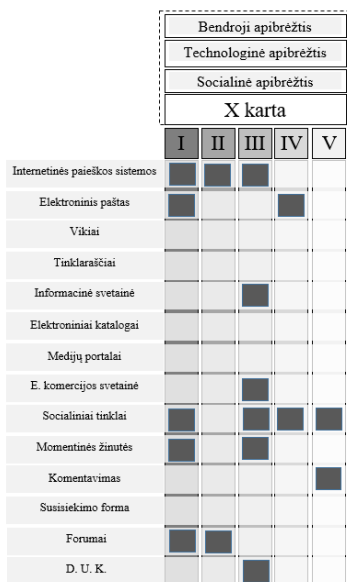 Bendroji apibrėžtis
Technologinė apibrėžtis
Socialinė apibrėžtis
X karta
I II III IV V
Internetinės paieškos sistemos
Elektroninis paštas
Vikiai
Tinklaraščiai
Informacinė svetainė
Elektroniniai katalogai
Medijų portalai
E. komercijos svetainė
Socialiniai tinklai
Momentinės žinutės
Komentavimas
Susisiekimo forma
Forumai
D. U. K.